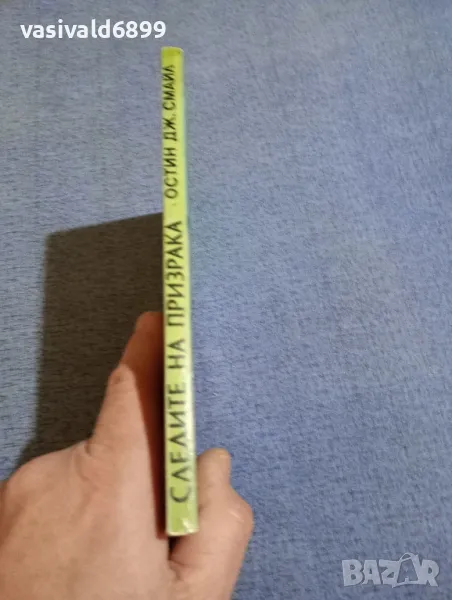 vasivald6899
СЛЕДИТЕ НА ПРИЗРАКА · ОСТИН ДЖ. СМАЙЛ
BAZAR